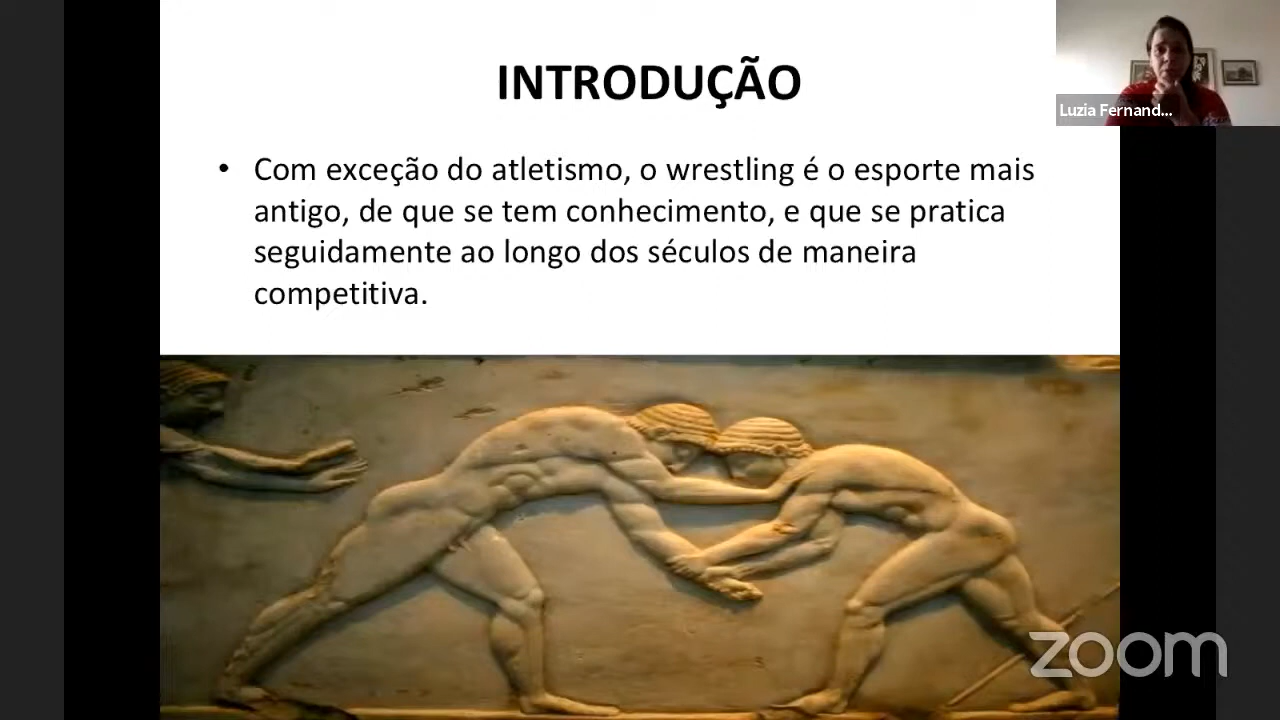 INTRODUÇÃO
Luzia Fernand...
• Com exceção do atletismo, o wrestling é o esporte mais
antigo, de que se tem conhecimento, e que se pratica
seguidamente ao longo dos séculos de maneira
competitiva.
zoom